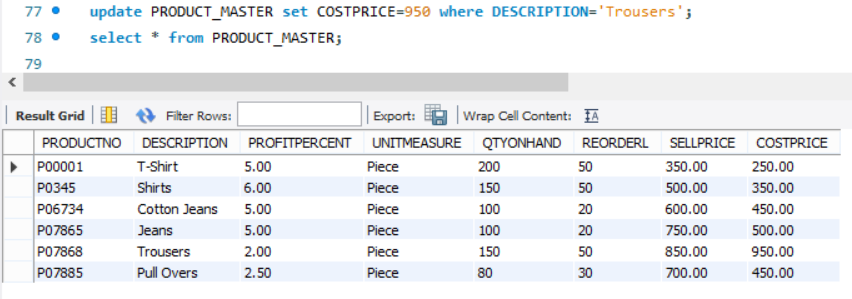 77 update PRODUCT_MASTER set COSTPRICE=950 where DESCRIPTION='Trousers';
78 select * from PRODUCT_MASTER;
79
Result Grid Filter Rows: Export: Wrap Cell Content: IA
PRODUCTNO DESCRIPTION PROFITPERCENT UNITMEASURE QTYONHAND REORDERL SELLPRICE COSTPRICE
P00001 T-Shirt 5.00 Piece 200 50 350.00 250.00
P0345 Shirts 6.00 Piece 150 50 500.00 350.00
P06734 Cotton Jeans 5.00 Piece 100 20 600.00 450.00
P07865 Jeans 5.00 Piece 100 20 750.00 500.00
P07868 Trousers 2.00 Piece 150 50 850.00 950.00
P07885 Pull Overs 2.50 Piece 80 30 700.00 450.00